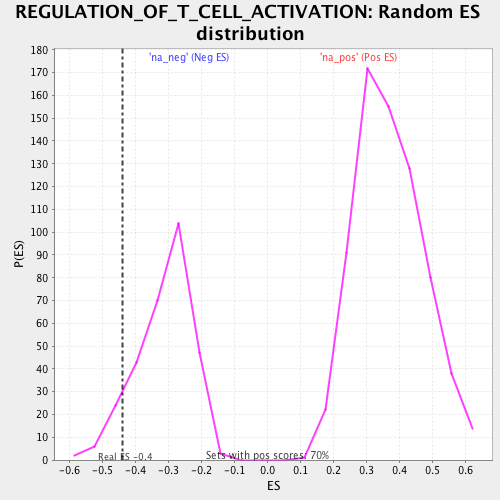 REGULATION_OF_T_CELL_ACTIVATION: Random ES
distribution
'na_neg' (Neg ES)
'na_pos' (Pos ES)
180
170
160
150
140
130
120
110
100
90
80
70
60
50
40
30
20
10
0
P(ES)
Real ES -0.4
Sets with pos scores: 70%
-0.6 -0.5 -0.4 -0.3 -0.2 -0.1 0.0 0.1 0.2 0.3 0.4 0.5 0.6
ES